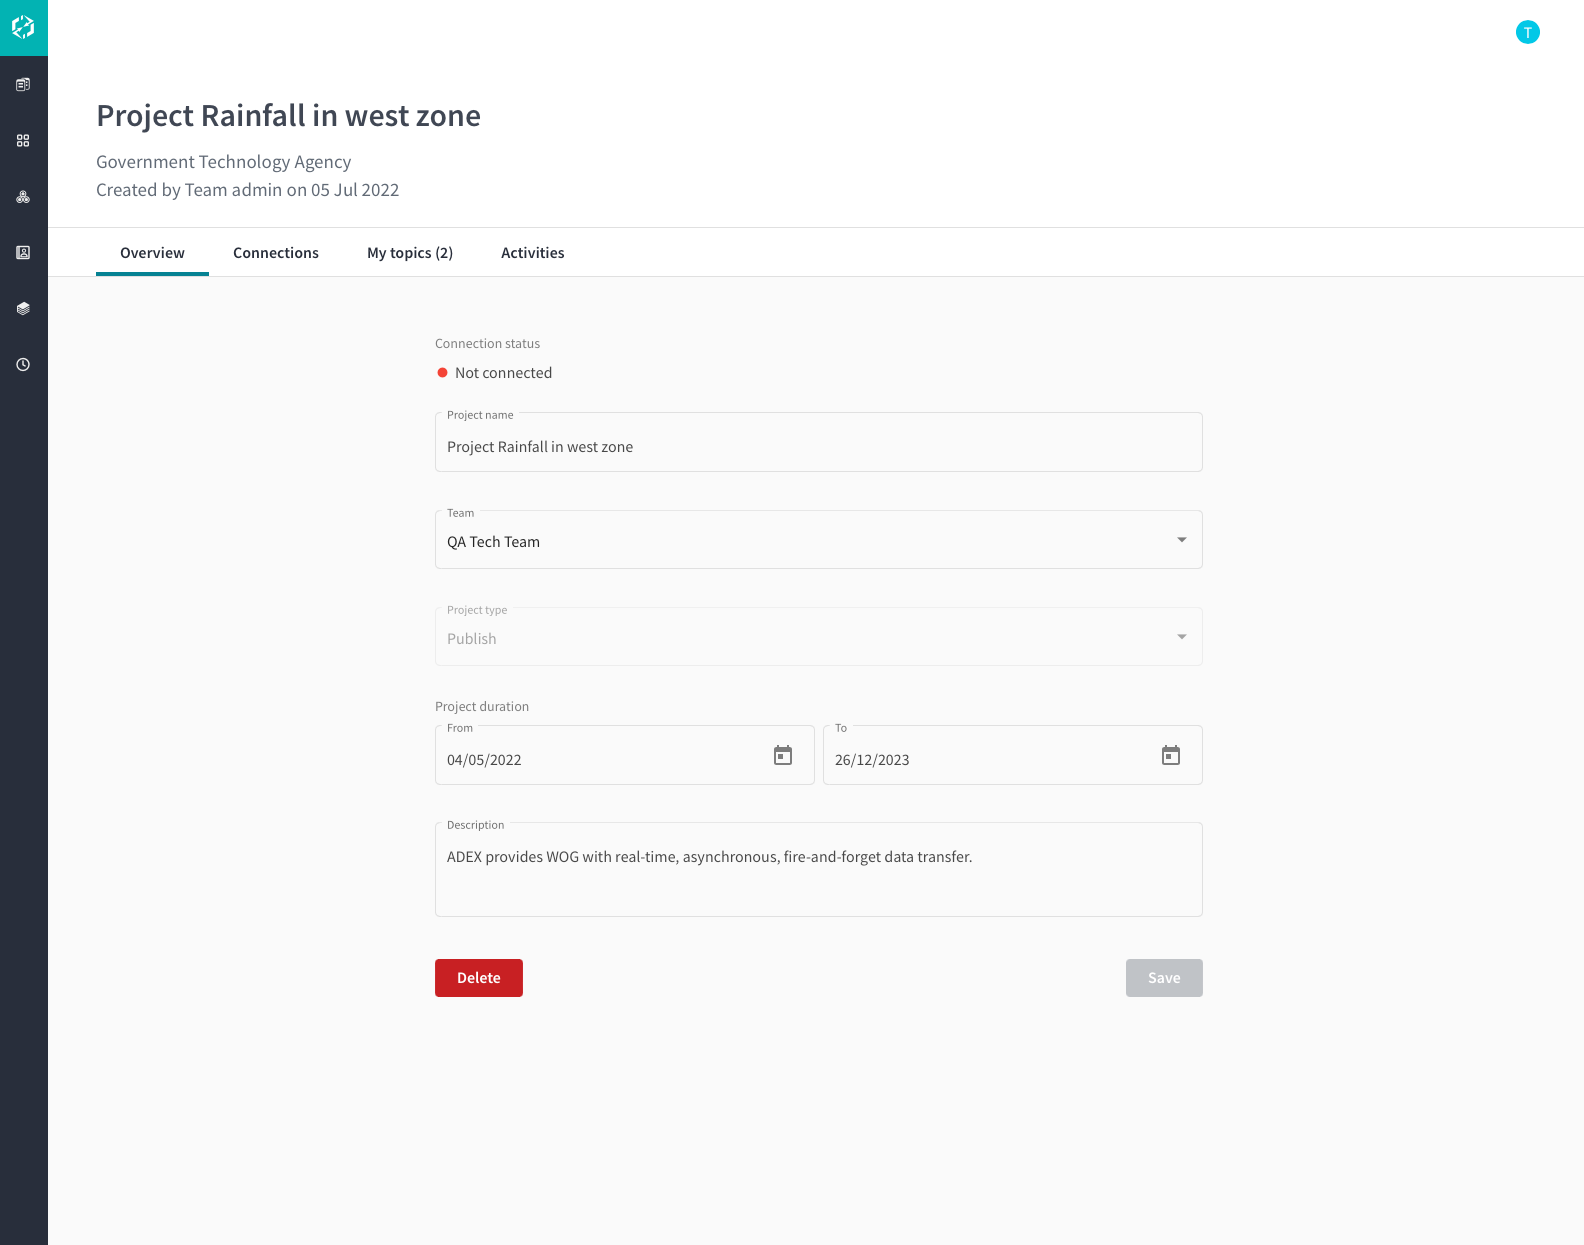 T
Project Rainfall in west zone
Government Technology Agency
Created by Team admin on 05 Jul 2022
Overview Connections My topics (2) Activities
Connection status
Not connected
Project name
Project Rainfall in west zone
Team
QA Tech Team
Project type
Publish
Project duration
From To
04/05/2022 26/12/2023
Description
ADEX provides WOG with real-time, asynchronous, fire-and-forget data transfer.
Delete Save